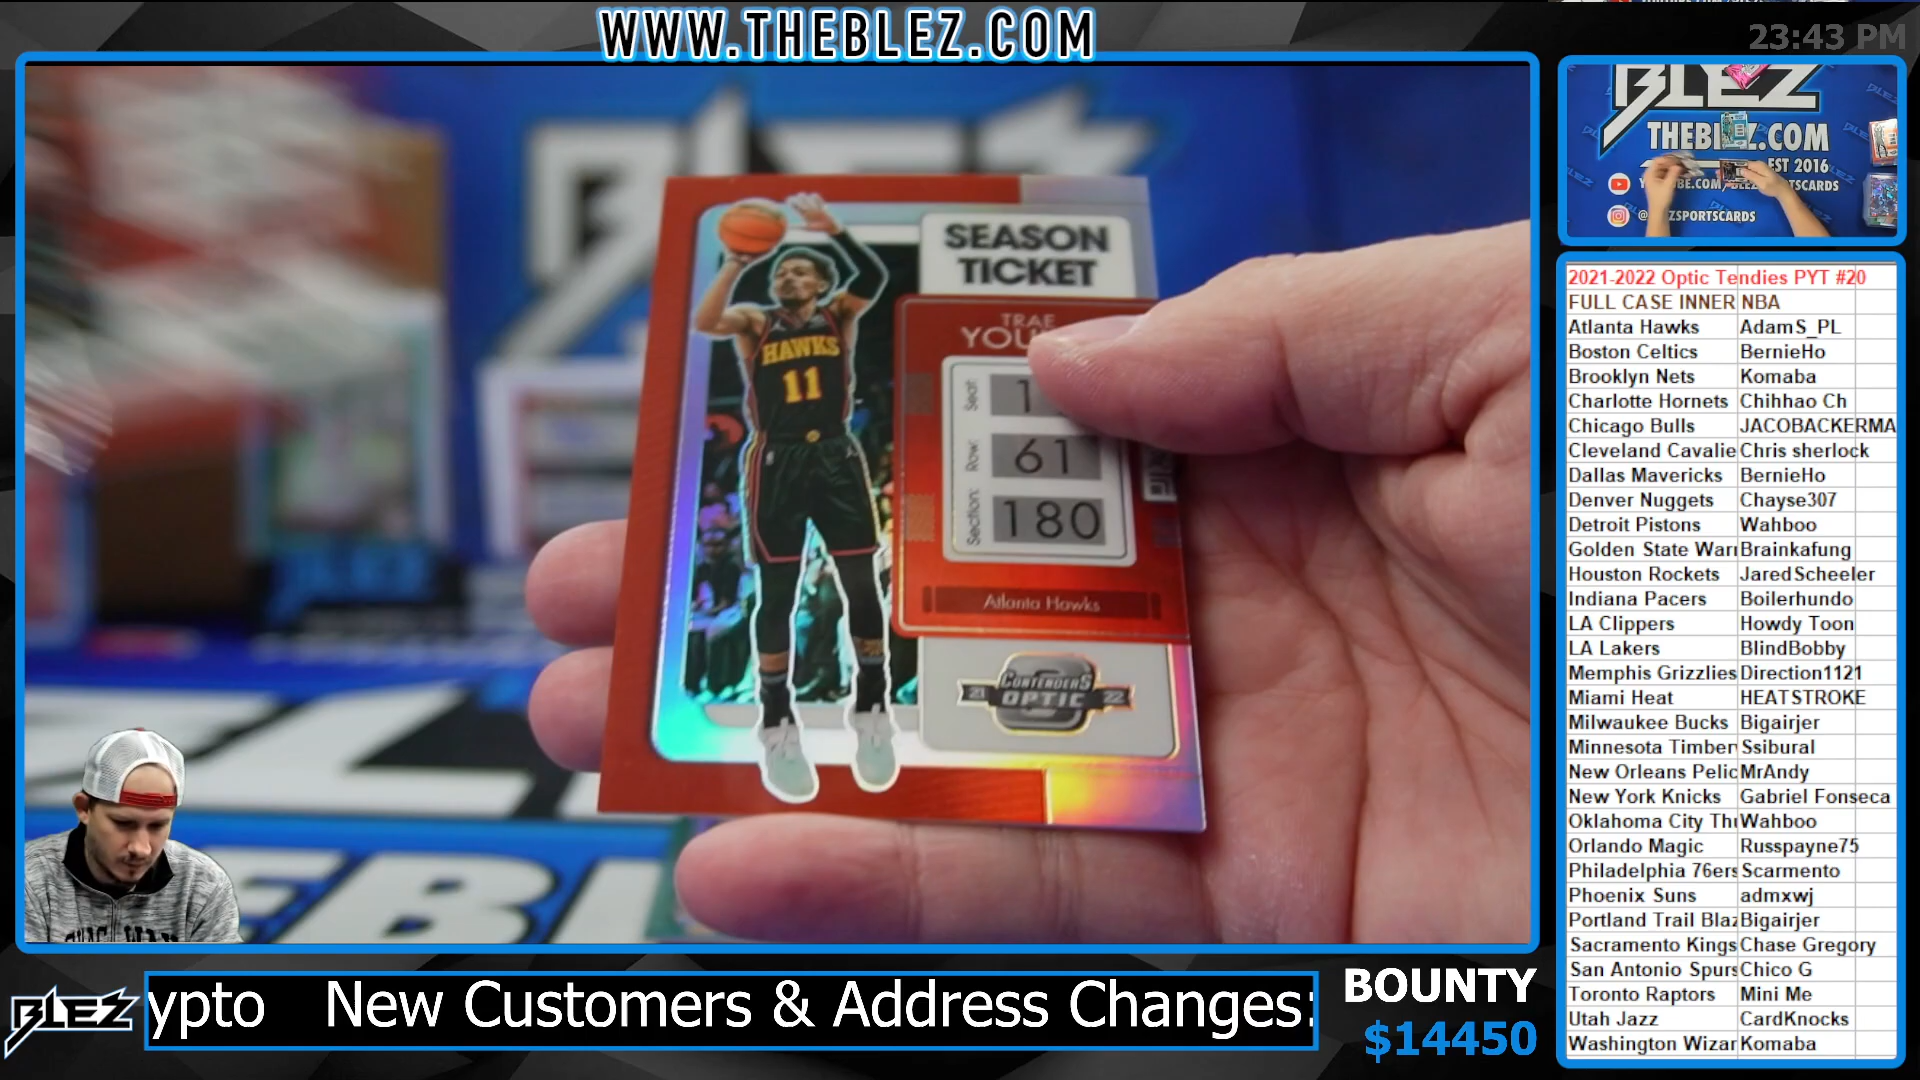 WWW.THEBLEZ.COM
23:43 PM
BLEZ
THEBL Z.COM
EST 2016
@
ZSPORTSCARDS
SEASON
TICKET
TRAE
HAWKS
11
Seat:
Row:
61
Section:
180
Atlanta Hawks
CONTENDERS
21 OPTIC 22
2021-2022 Optic Tendies PYT #20
FULL CASE INNER NBA
Atlanta Hawks AdamS_PL
Boston Celtics BernieHo
Brooklyn Nets Komaba
Charlotte Hornets Chihhao Ch
Chicago Bulls JACOBACKERMA
Cleveland Cavalie Chris sherlock
Dallas Mavericks BernieHo
Denver Nuggets Chayse307
Detroit Pistons Wahboo
Golden State Warr Brainkafung
Houston Rockets JaredScheeler
Indiana Pacers Boilerhundo
LA Clippers Howdy Toon
LA Lakers BlindBobby
Memphis Grizzlies Direction1121
Miami Heat HEATSTROKE
Milwaukee Bucks Bigairjer
Minnesota Timber Ssibural
New Orleans Pelic MrAndy
New York Knicks Gabriel Fonseca
Oklahoma City Thu Wahboo
Orlando Magic Russpayne75
Philadelphia 76ers Scarmento
Phoenix Suns admxwj
Portland Trail Blaz Bigairjer
Sacramento Kings Chase Gregory
San Antonio Spurs Chico G
Toronto Raptors Mini Me
Utah Jazz CardKnocks
Washington Wizar Komaba
BLEZ
ypto New Customers & Address Changes:
BOUNTY
$14450